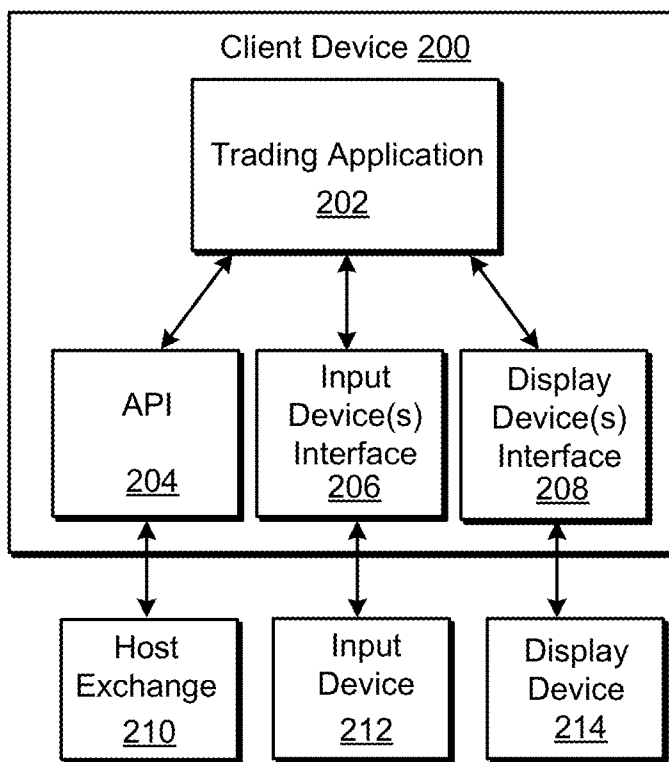 Client Device 200
Trading Application
202
API
204
Input
Device(s)
Interface
206
Display
Device(s)
Interface
208
Host
Exchange
210
Input
Device
212
Display
Device
214